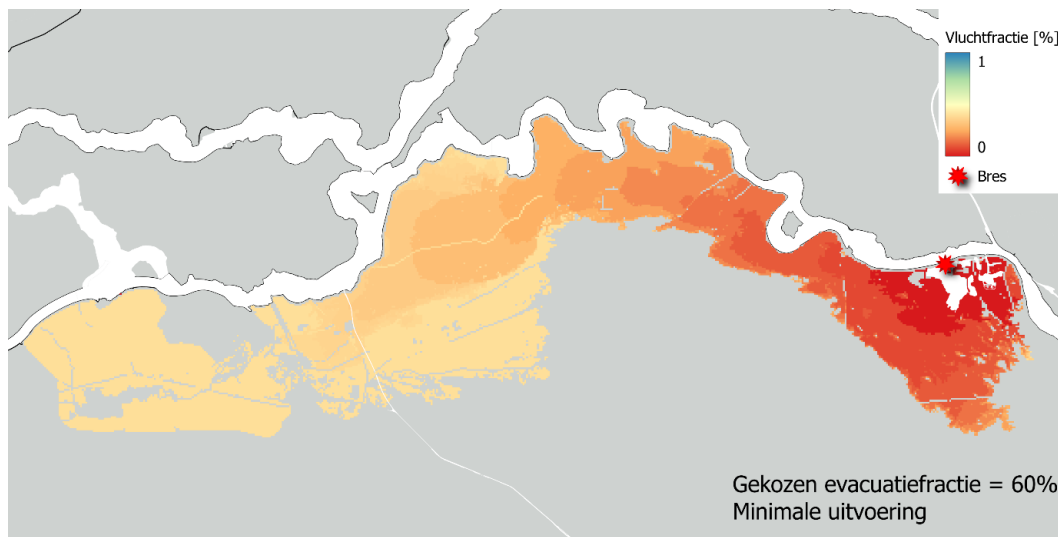 Vluchtfractie [%]
1
0
Bres
Gekozen evacuatiefractie = 60%
Minimale uitvoering